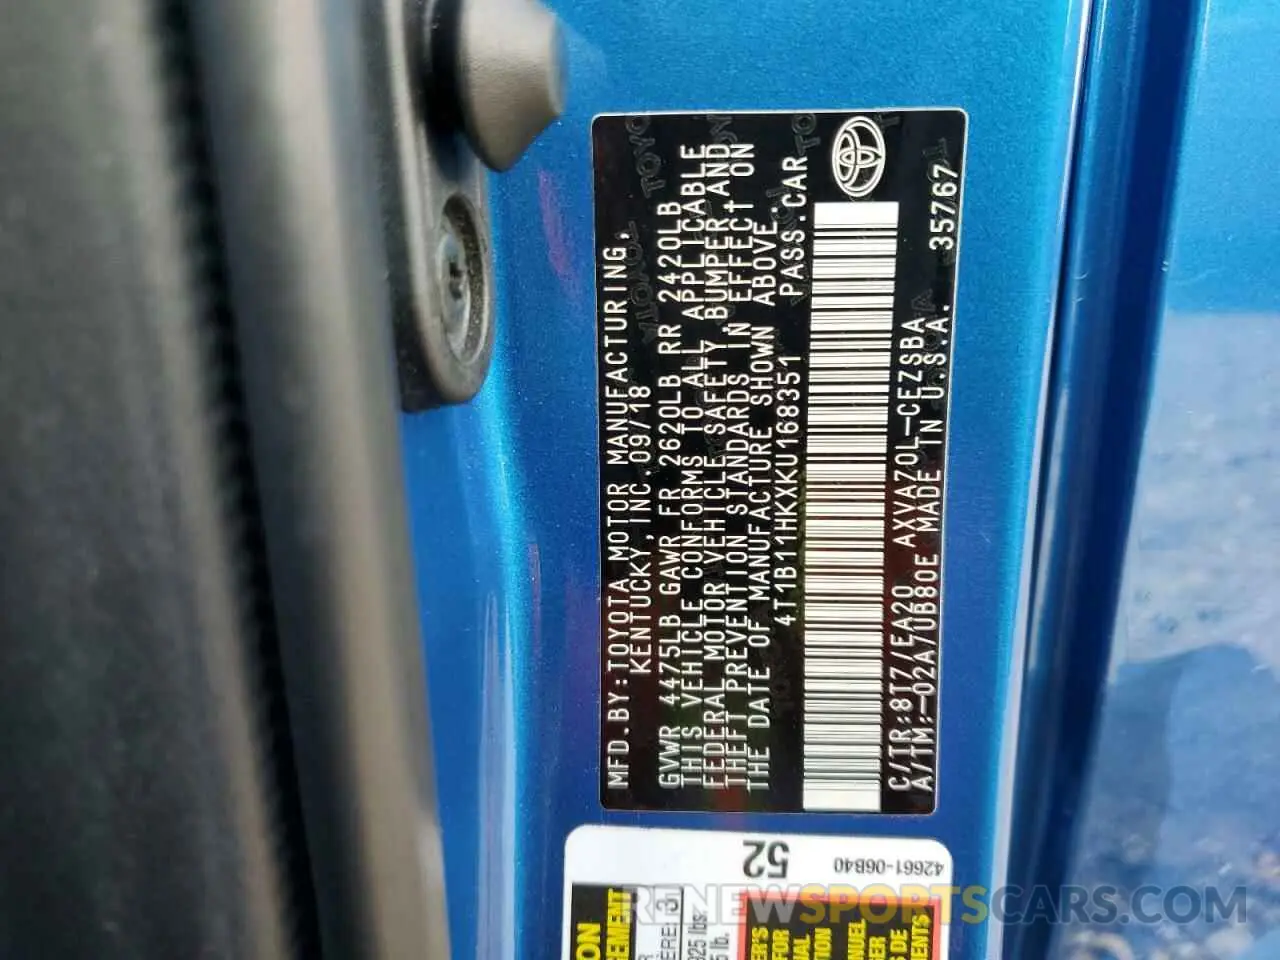 MFD.BY:TOYOTA MOTOR MANUFACTURING,
KENTUCKY,INC.09/18
GVWR 4475LB GAWR FR 2620LB RR 2420LB
THIS VEHICLE CONFORMS TO ALL APPLICABLE
FEDERAL MOTOR VEHICLE SAFETY,BUMPER,AND
THEFT PREVENTION STANDARDS IN EFFECT ON
THE DATE OF MANUFACTURE SHOWN ABOVE.
4T1B11HKXKU168351 PASS.CAR
C/TR:8T7/EA20 AXVA70L-CEZSBA
A/TM:-02A/UB80E MADE IN U.S.A. 35767
52
42661-06B40
RENEWSPORTSCARS.COM